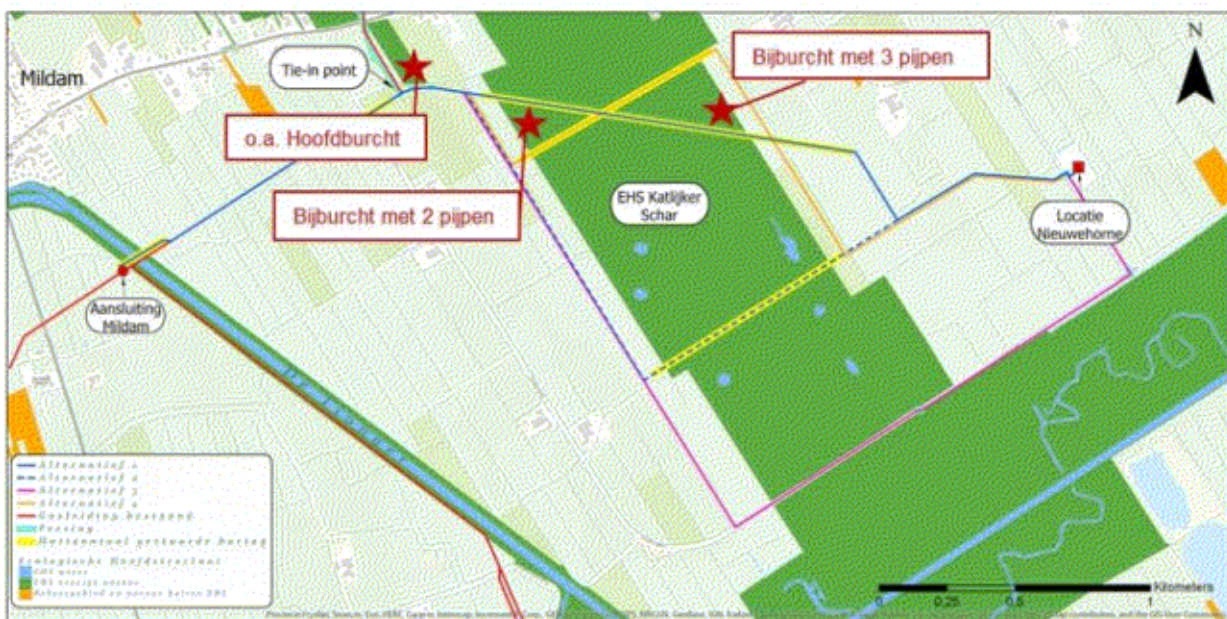 Mildam
Tie-in point
o.a. Hoofdburcht
Bijburcht met 2 pijpen
Bijburcht met 3 pijpen
N
EHS Katlijker
Schar
Locatie
Nieuwehorne
Aansluiting
Mildam
Alternatief 1
Alternatief 2
Alternatief 3
Alternatief 4
Gasleiding bestaand
Horizontaal gestuurde boring
Ecologische Hoofdstructuur
EHS water
Kilometers
0 0.25 0.5 1